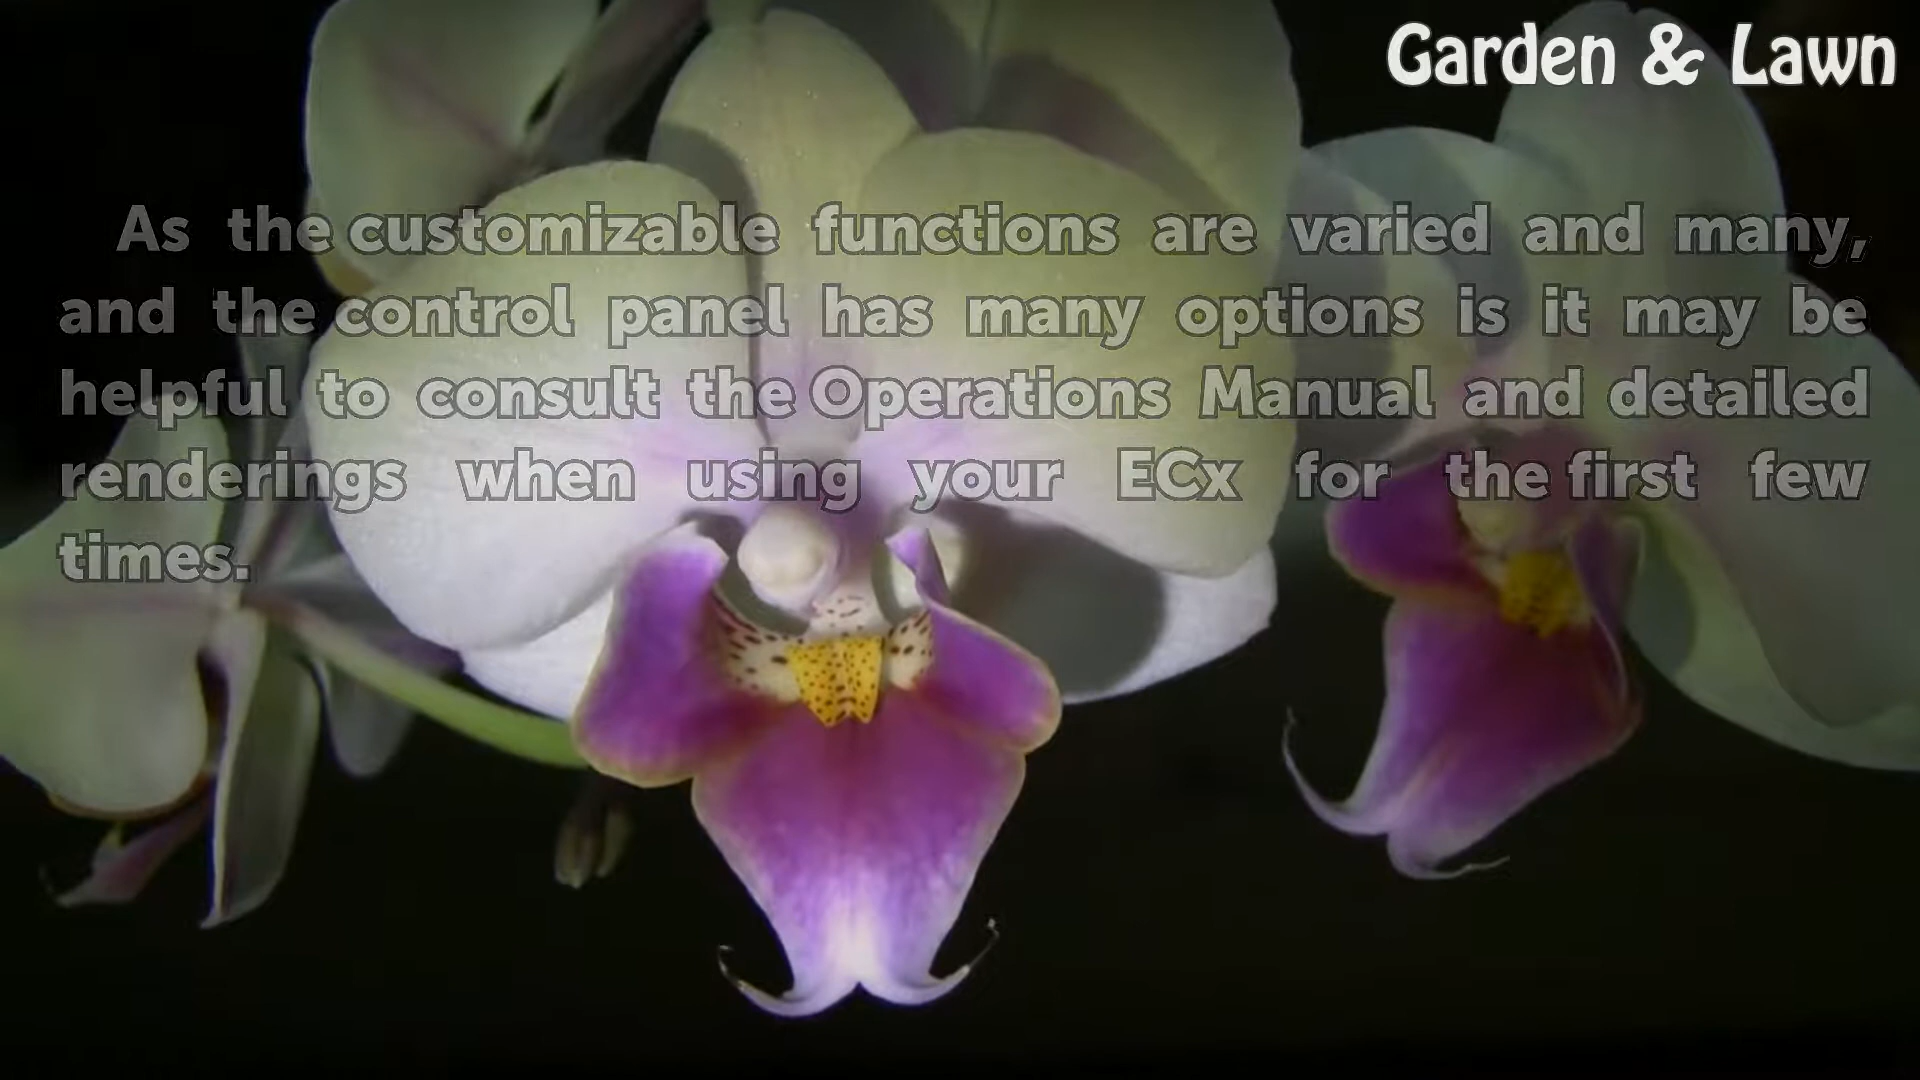 Garden & Lawn
As the customizable functions are varied and many,
and the control panel has many options is it may be
helpful to consult the Operations Manual and detailed
renderings when using your ECx for the first few
times.